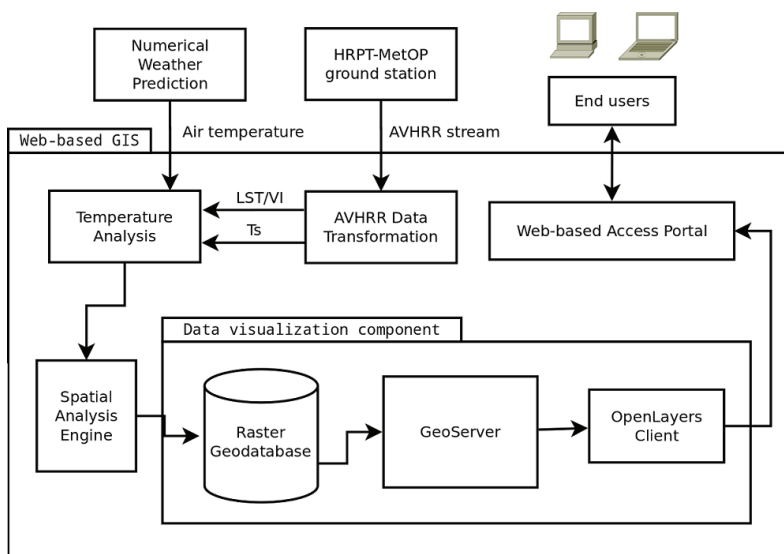 Numerical
Weather
Prediction
HRPT-MetOP
ground station
End users
Air temperature
AVHRR stream
Web-based GIS
Temperature
Analysis
LST/VI
Ts
AVHRR Data
Transformation
Web-based Access Portal
Data visualization component
Spatial
Analysis
Engine
Raster
Geodatabase
GeoServer
OpenLayers
Client